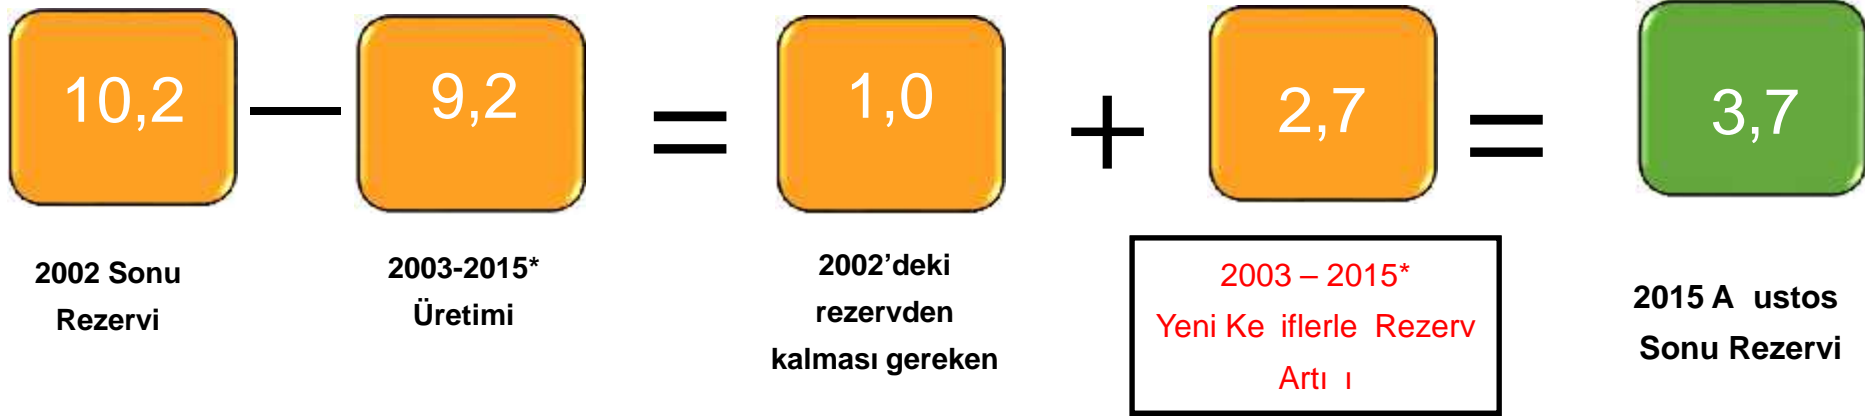 10,2 — 9,2 = 1,0 + 2,7 = 3,7
2002 Sonu
Rezervi
2003-2015*
Üretimi
2002’deki
rezervden
kalması gereken
2003 – 2015*
Yeni Ke iflerle Rezerv
Artı ı
2015 A ustos
Sonu Rezervi